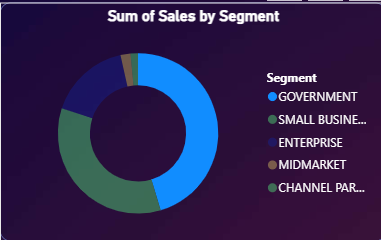 Sum of Sales by Segment
Segment
GOVERNMENT
SMALL BUSINE...
ENTERPRISE
MIDMARKET
CHANNEL PAR...